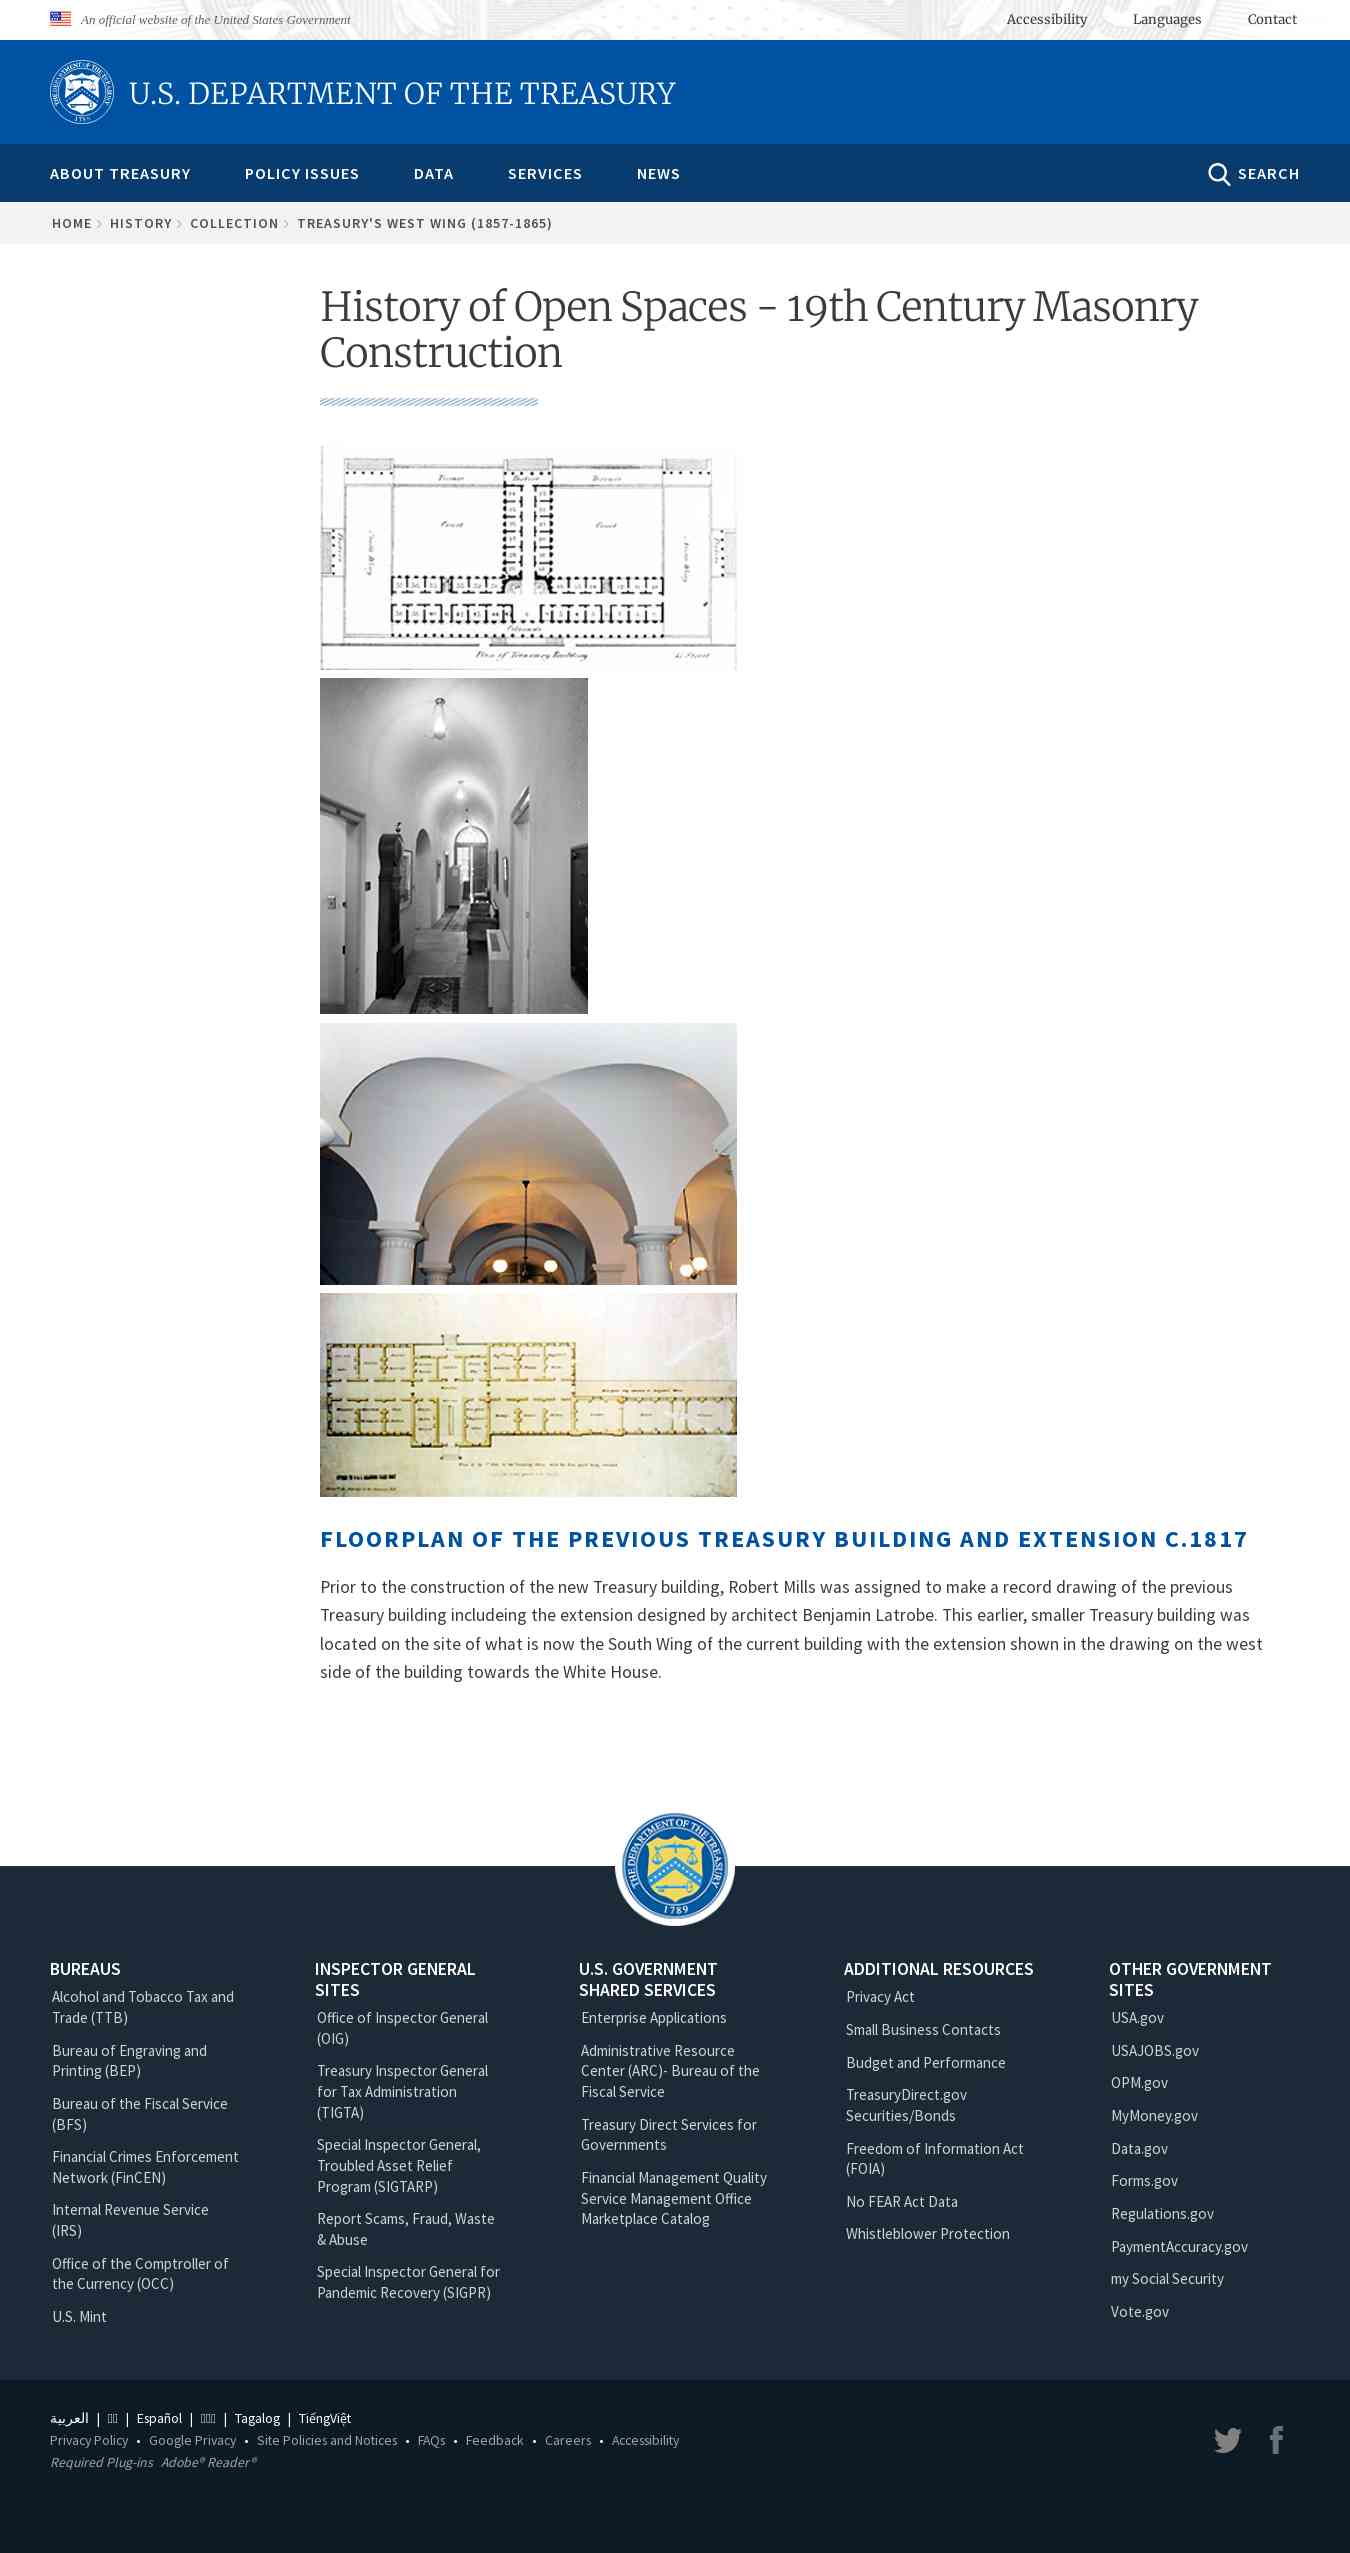 An official website of the United States Government
Accessibility
Languages
Contact
THE DEPARTMENT OF THE TREASURY
1789
U.S. DEPARTMENT OF THE TREASURY
ABOUT TREASURY
POLICY ISSUES
DATA
SERVICES
NEWS
SEARCH
HOME
HISTORY
COLLECTION
TREASURY'S WEST WING (1857-1865)
History of Open Spaces - 19th Century Masonry
Construction
Court
Court
Plan of Treasury Building
FLOORPLAN OF THE PREVIOUS TREASURY BUILDING AND EXTENSION C.1817
Prior to the construction of the new Treasury building, Robert Mills was assigned to make a record drawing of the previous
Treasury building includeing the extension designed by architect Benjamin Latrobe. This earlier, smaller Treasury building was
located on the site of what is now the South Wing of the current building with the extension shown in the drawing on the west
side of the building towards the White House.
THE DEPARTMENT OF THE TREASURY
1789
BUREAUS
Alcohol and Tobacco Tax and
Trade (TTB)
Bureau of Engraving and
Printing (BEP)
Bureau of the Fiscal Service
(BFS)
Financial Crimes Enforcement
Network (FinCEN)
Internal Revenue Service
(IRS)
Office of the Comptroller of
the Currency (OCC)
U.S. Mint
INSPECTOR GENERAL
SITES
Office of Inspector General
(OIG)
Treasury Inspector General
for Tax Administration
(TIGTA)
Special Inspector General,
Troubled Asset Relief
Program (SIGTARP)
Report Scams, Fraud, Waste
& Abuse
Special Inspector General for
Pandemic Recovery (SIGPR)
U.S. GOVERNMENT
SHARED SERVICES
Enterprise Applications
Administrative Resource
Center (ARC)- Bureau of the
Fiscal Service
Treasury Direct Services for
Governments
Financial Management Quality
Service Management Office
Marketplace Catalog
ADDITIONAL RESOURCES
Privacy Act
Small Business Contacts
Budget and Performance
TreasuryDirect.gov
Securities/Bonds
Freedom of Information Act
(FOIA)
No FEAR Act Data
Whistleblower Protection
OTHER GOVERNMENT
SITES
USA.gov
USAJOBS.gov
OPM.gov
MyMoney.gov
Data.gov
Forms.gov
Regulations.gov
PaymentAccuracy.gov
my Social Security
Vote.gov
العربية | | Español | | Tagalog | TiếngViệt
Privacy Policy • Google Privacy • Site Policies and Notices • FAQs • Feedback • Careers • Accessibility
Required Plug-ins Adobe® Reader®